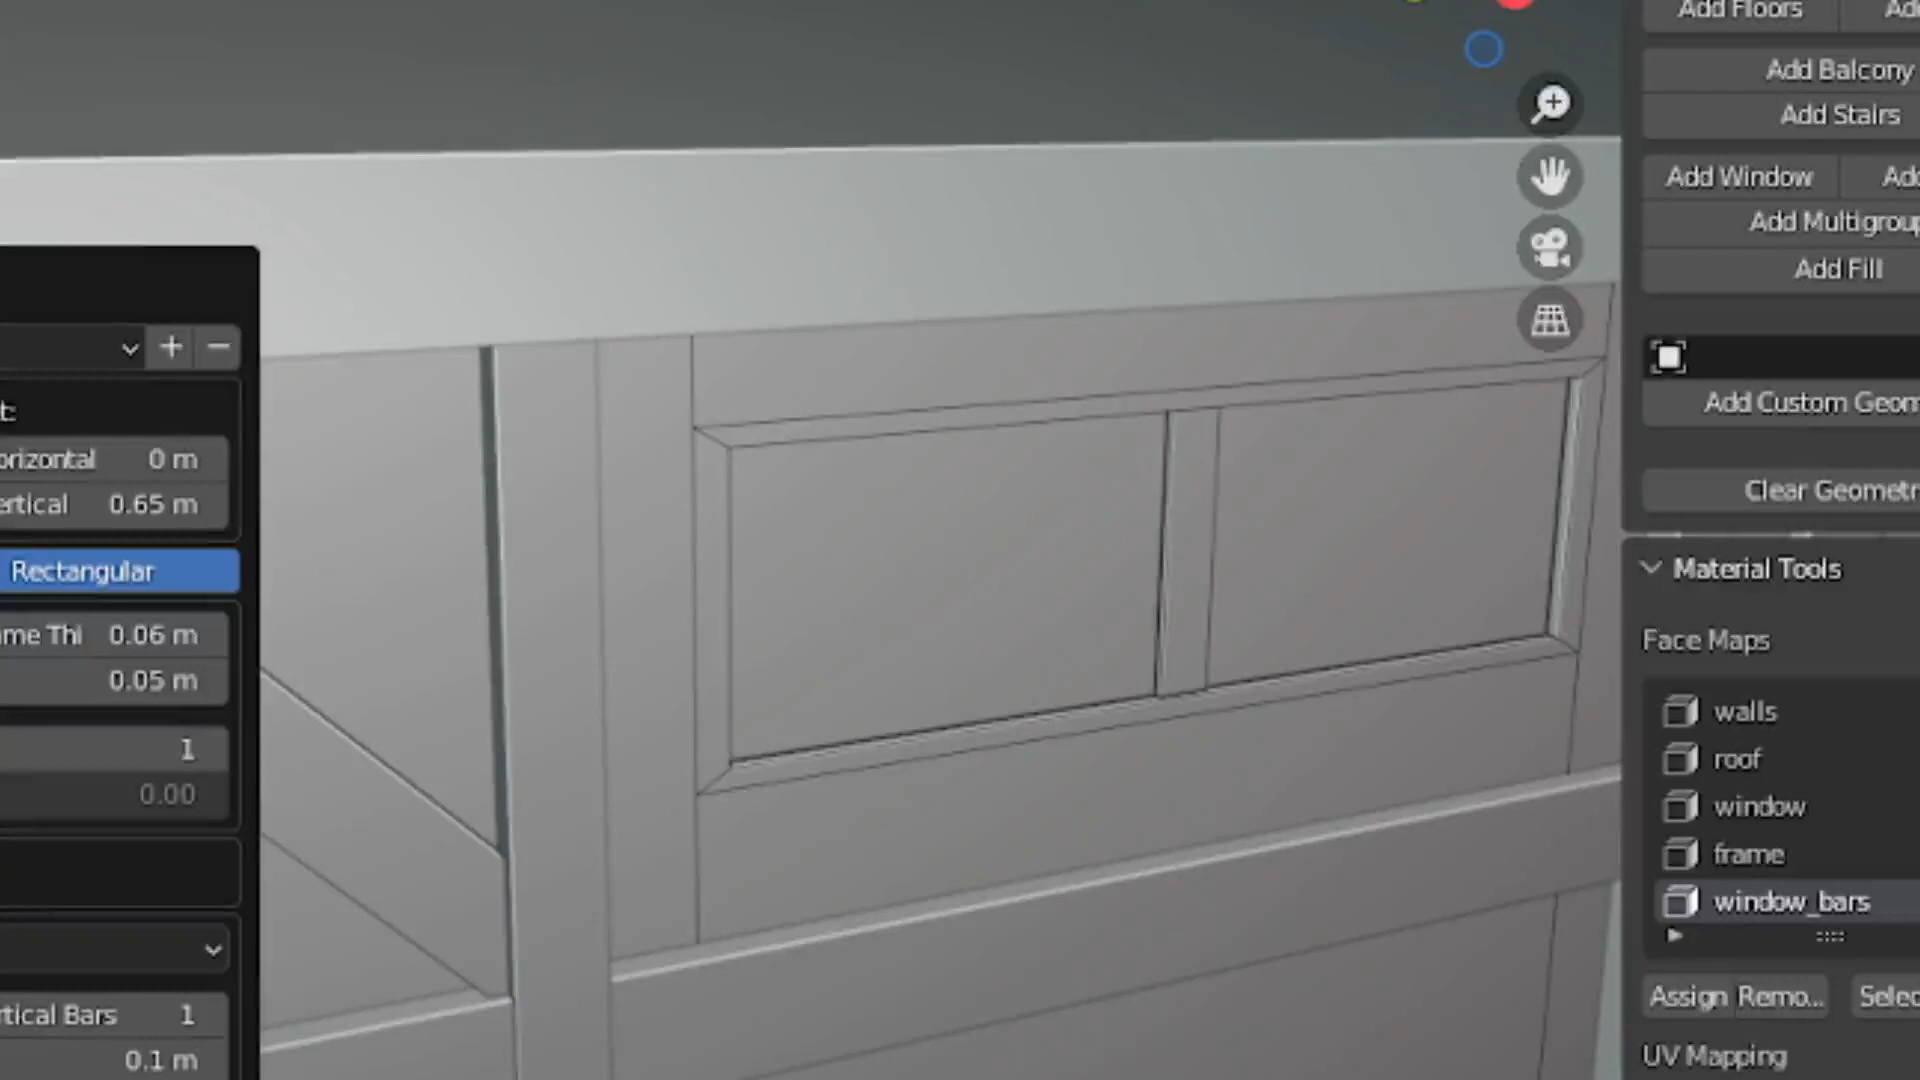 Add Floors
Add Balcony
Add Stairs
Add Window
Add Multigroup
Add Fill
Add Custom Geom
Clear Geometr
t:
orizontal 0 m
ertical 0.65 m
Rectangular
me Thi 0.06 m
0.05 m
1
0.00
rtical Bars 1
0.1 m
Material Tools
Face Maps
walls
roof
window
frame
window_bars
Assign Remo... Selec
UV Mapping